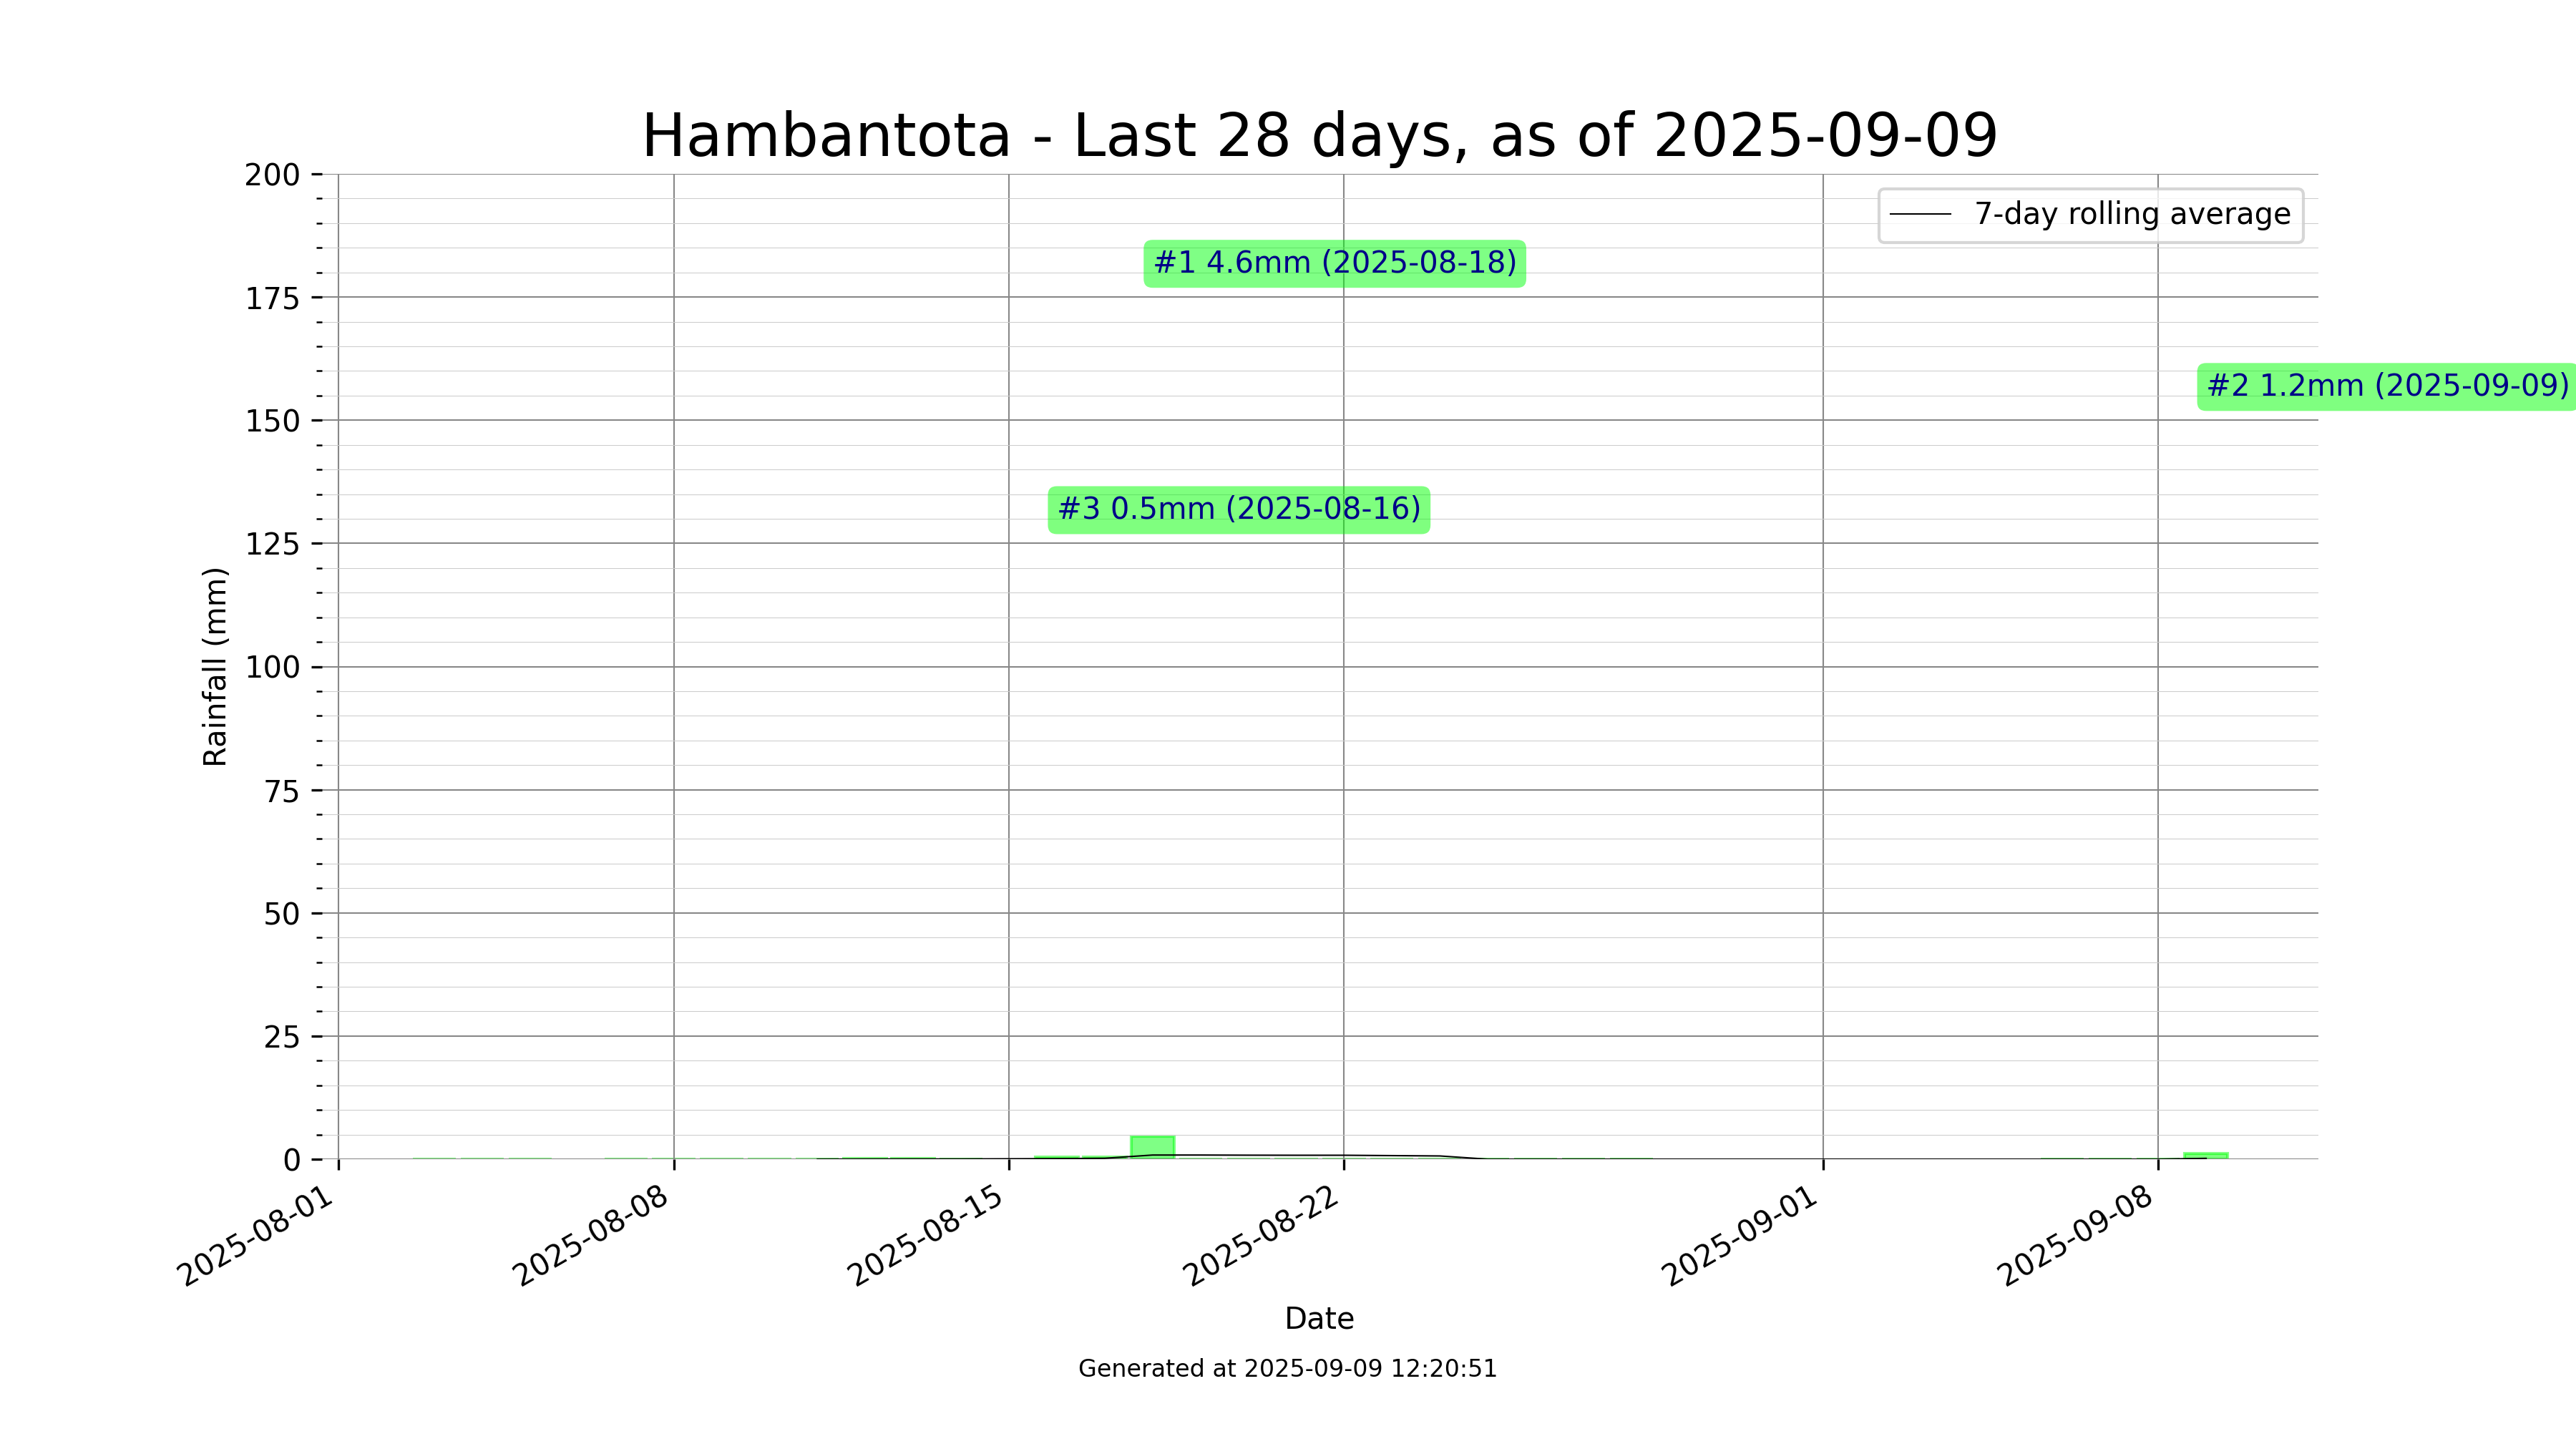 Hambantota - Last 28 days, as of 2025-09-09
200
175
150
125
100
75
50
25
0
Rainfall (mm)
7-day rolling average
#1 4.6mm (2025-08-18)
#2 1.2mm (2025-09-09)
#3 0.5mm (2025-08-16)
2025-08-01
2025-08-08
2025-08-15
2025-08-22
2025-09-01
2025-09-08
Date
Generated at 2025-09-09 12:20:51